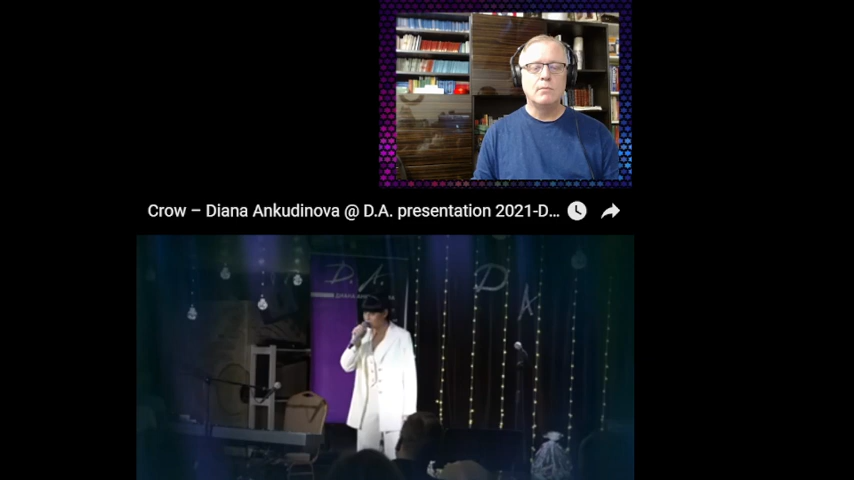 Crow – Diana Ankudinova @ D.A. presentation 2021-D...
D. A.
D A